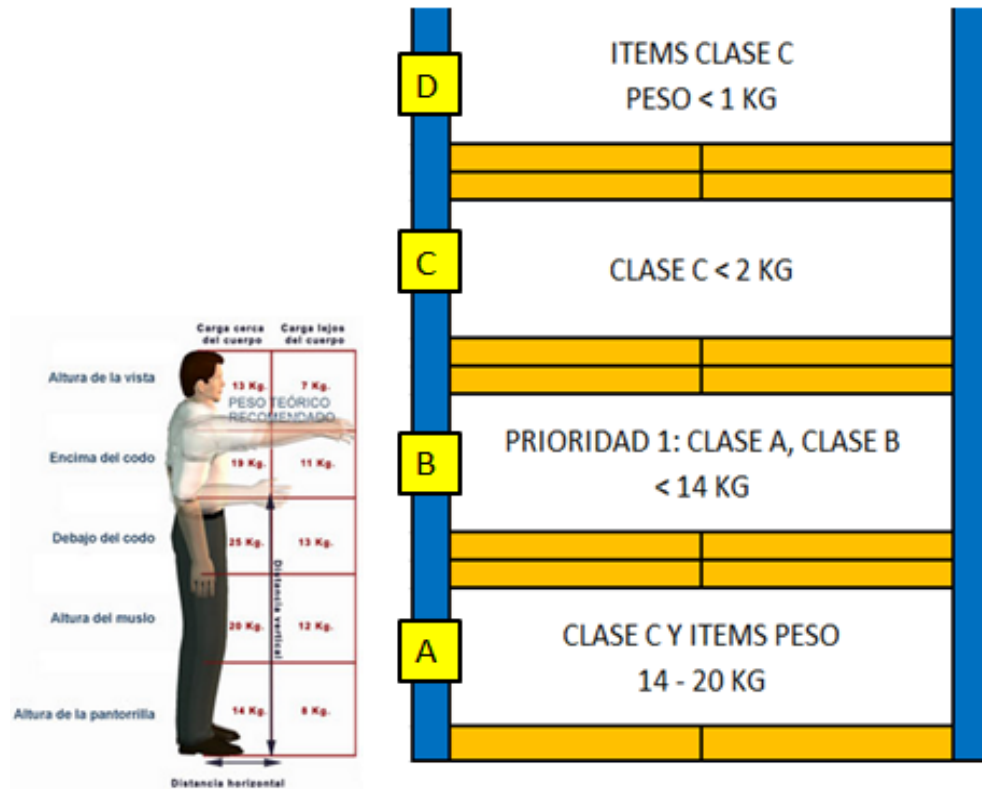 Carga cerca
del cuerpo
Carga lejos
del cuerpo
Altura de la vista
13 Kg.
7 Kg.
PESO TEÓRICO
RECOMENDADO
Encima del codo
19 Kg.
11 Kg.
Debajo del codo
25 Kg.
13 Kg.
Altura del muslo
20 Kg.
12 Kg.
Altura de la pantorrilla
14 Kg.
8 Kg.
Distancia vertical
Distancia horizontal
D
ITEMS CLASE C
PESO < 1 KG
C
CLASE C < 2 KG
B
PRIORIDAD 1: CLASE A, CLASE B
< 14 KG
A
CLASE C Y ITEMS PESO
14 - 20 KG